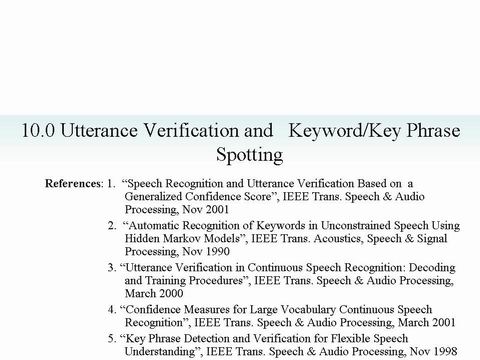 10.0 Utterance Verification and Keyword/Key Phrase
Spotting
References: 1. “Speech Recognition and Utterance Verification Based on a
Generalized Confidence Score”, IEEE Trans. Speech & Audio
Processing, Nov 2001
2. “Automatic Recognition of Keywords in Unconstrained Speech Using
Hidden Markov Models”, IEEE Trans. Acoustics, Speech & Signal
Processing, Nov 1990
3. “Utterance Verification in Continuous Speech Recognition: Decoding
and Training Procedures”, IEEE Trans. Speech & Audio Processing,
March 2000
4. “Confidence Measures for Large Vocabulary Continuous Speech
Recognition”, IEEE Trans. Speech & Audio Processing, March 2001
5. “Key Phrase Detection and Verification for Flexible Speech
Understanding”, IEEE Trans. Speech & Audio Processing, Nov 1998